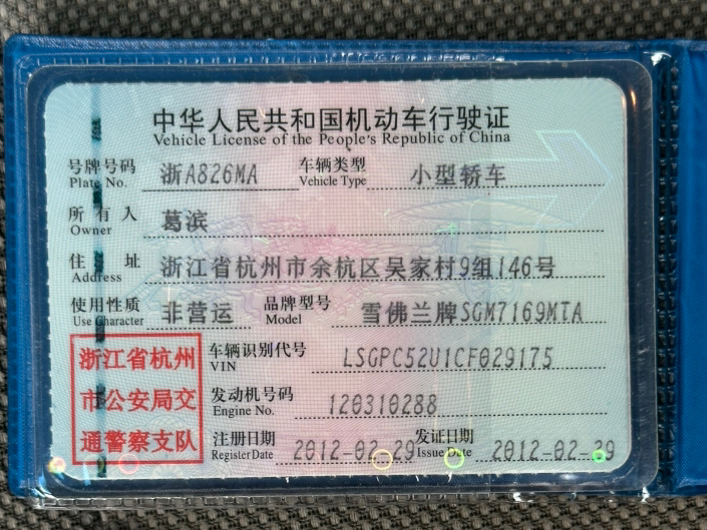 中华人民共和国机动车行驶证
Vehicle License of the People's Republic of China
号牌号码 浙A826MA 车辆类型 小型轿车
Plate No. Vehicle Type
所有人 葛滨
Owner
住址 浙江省杭州市余杭区吴家村9组146号
Address
使用性质 非营运 品牌型号 雪佛兰牌SGM7169MTA
Use Character Model
浙江省杭州
市公安局交
通警察支队
车辆识别代号 LSGPC52U1CF029175
VIN
发动机号码 120310288
Engine No.
注册日期 2012-02-29 发证日期 2012-02-29
Register Date Issue Date